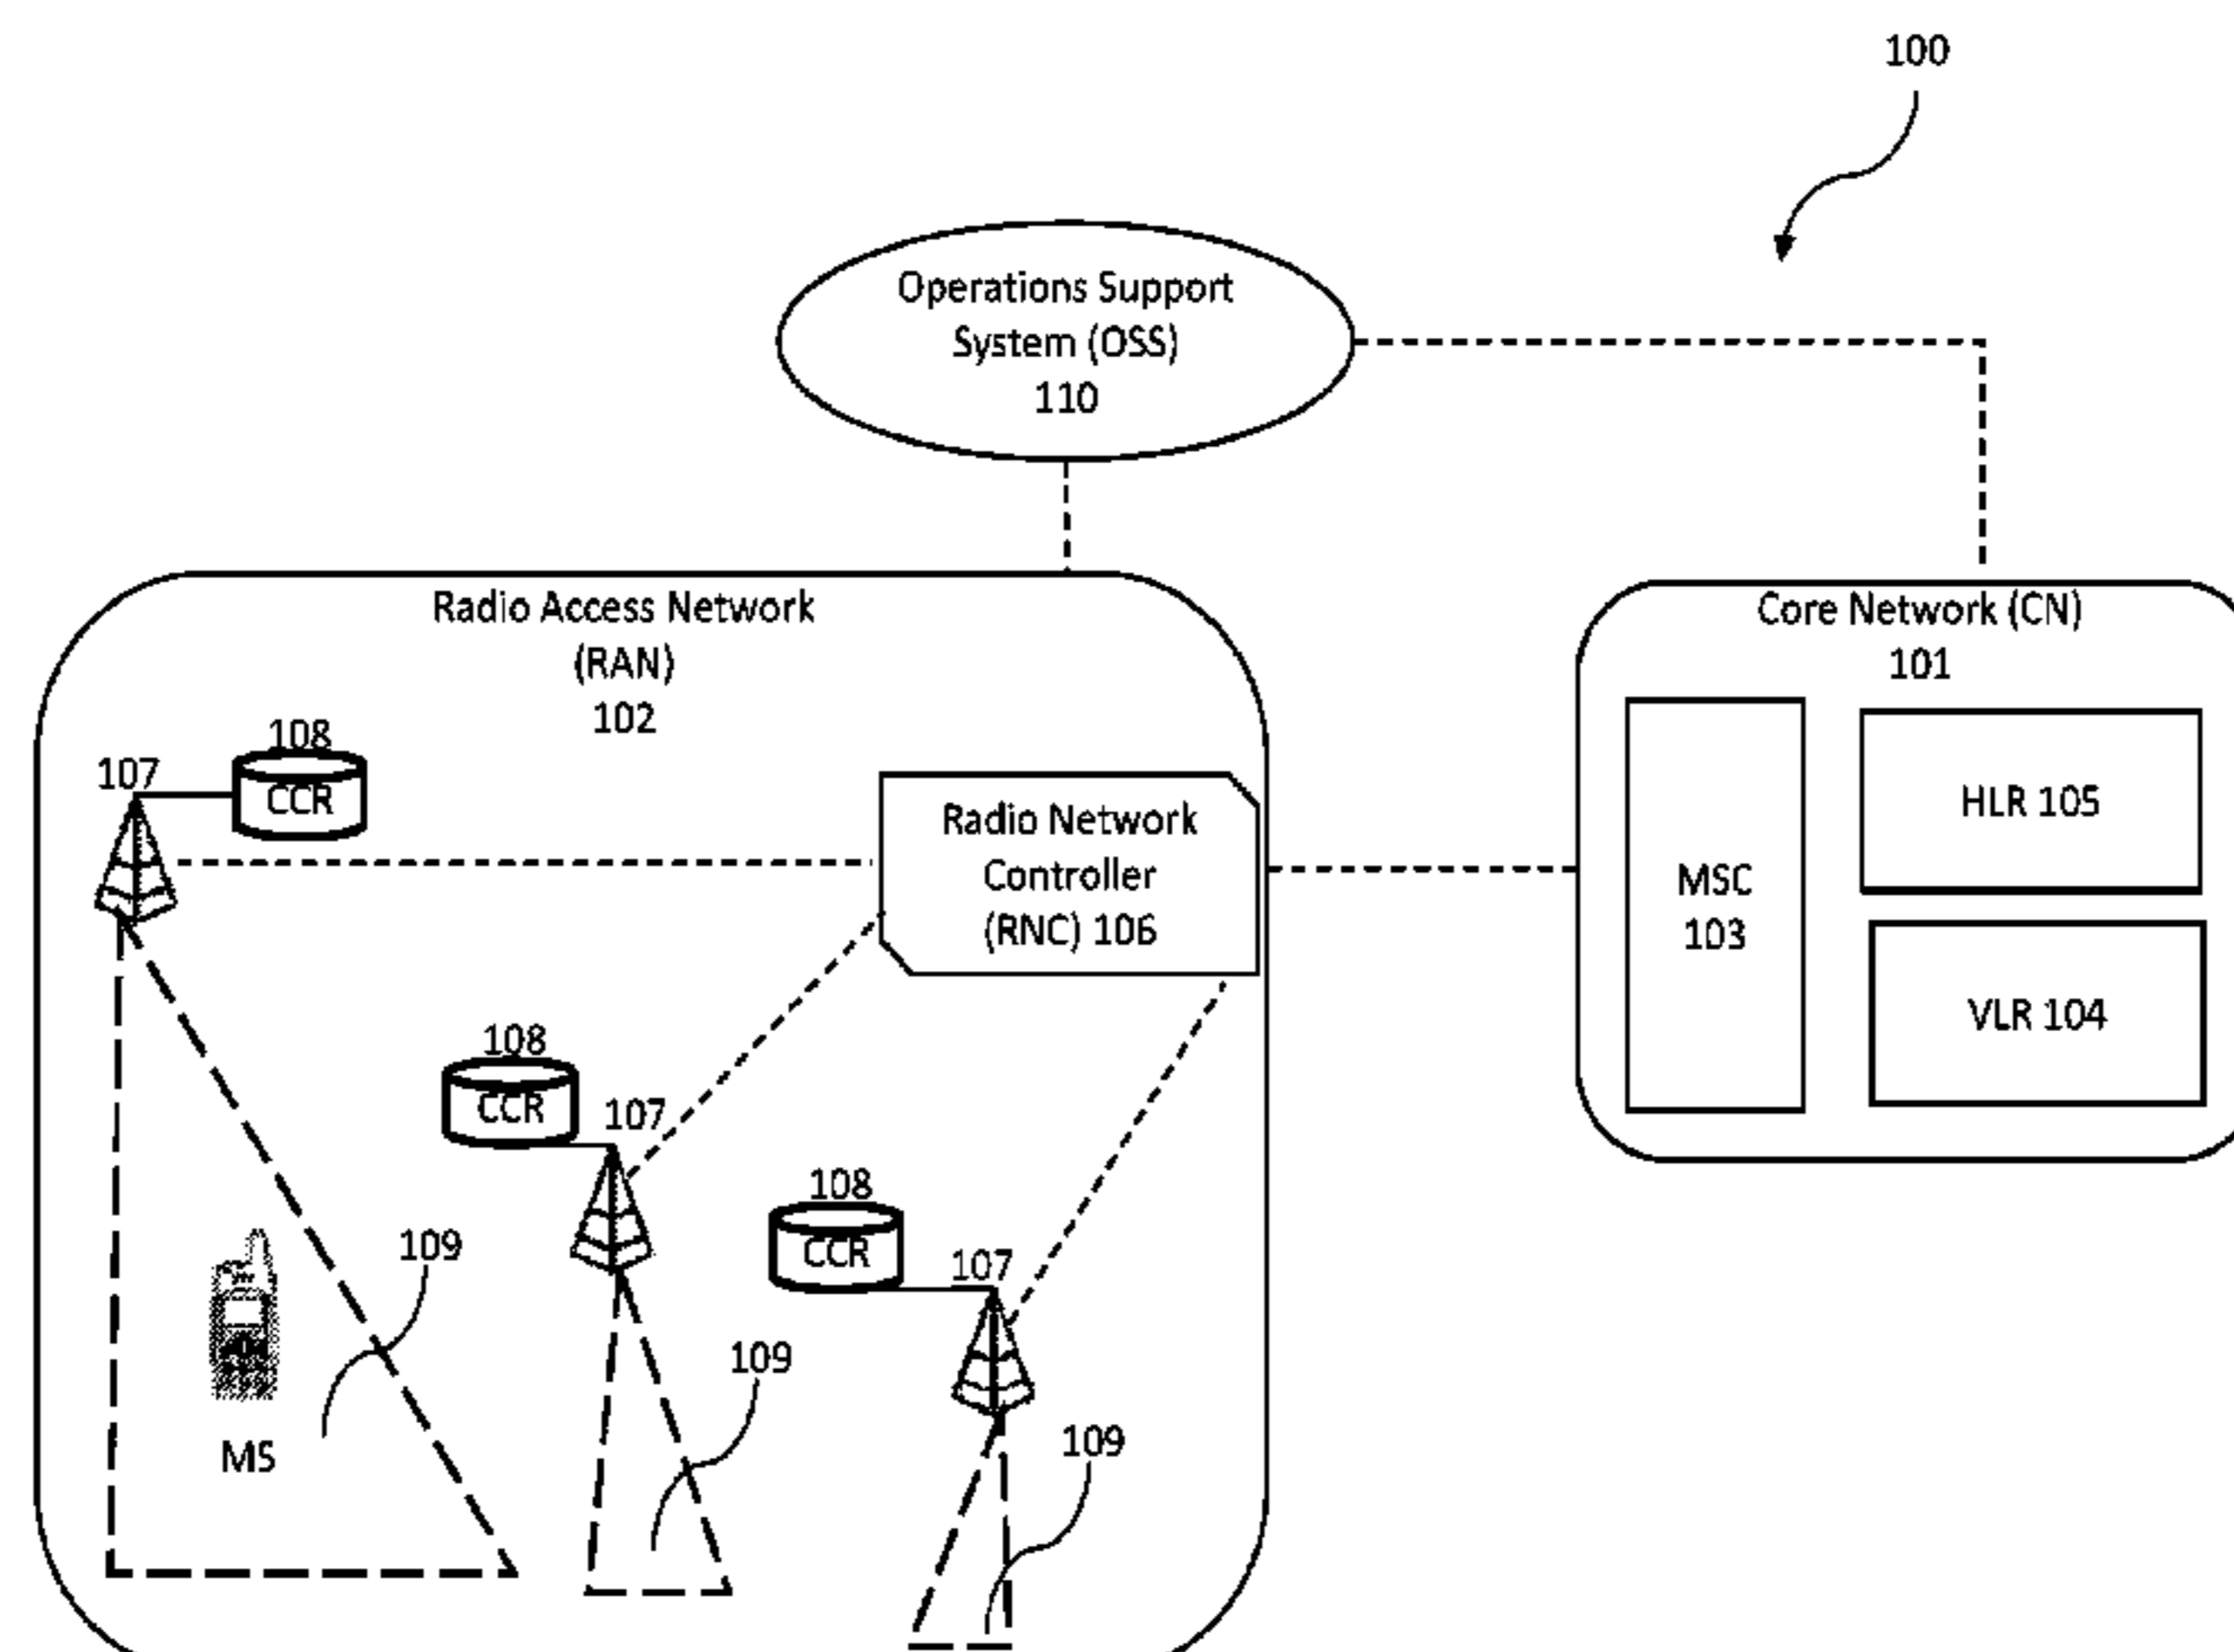 100
Operations Support
System (OSS)
110
Radio Access Network
(RAN)
102
Core Network (CN)
101
108
CCR
107
Radio Network
Controller
(RNC) 106
MSC
103
HLR 105
VLR 104
108
CCR
107
108
CCR
107
109
109
109
MS